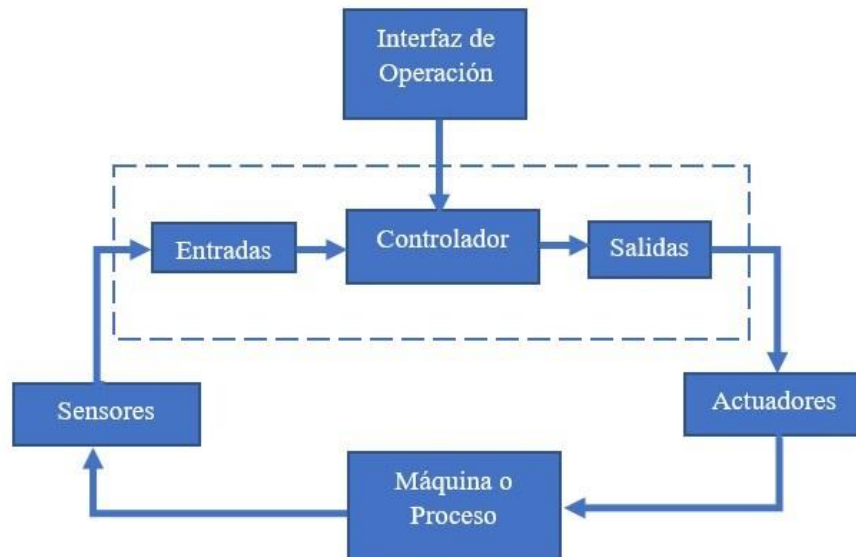 Interfaz de
Operación
Entradas
Controlador
Salidas
Sensores
Actuadores
Máquina o
Proceso